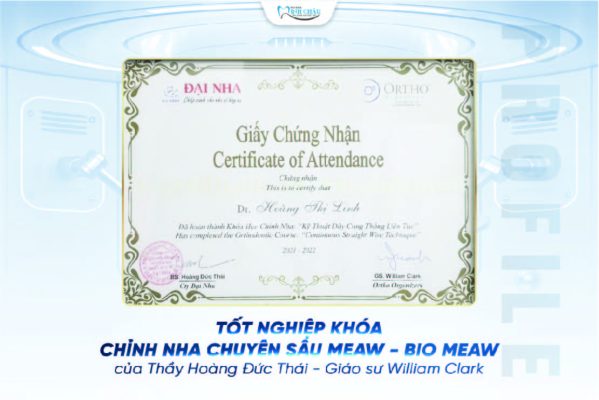 PROFILE
ĐẠI NHA
ORTHO
Giấy Chứng Nhận
Certificate of Attendance
Chứng nhận
This is to certify that
Dr. Hoàng Thị Linh
Đã hoàn thành Khóa Học Chỉnh Nha: "Kỹ Thuật Dây Cung Thẳng Liên Tục"
Has completed the Orthodontic Course: "Continuous Straight Wire Technique"
2021 - 2022
BS. Hoàng Đức Thái
GS. William Clark
Cty Đại Nha
Ortho Organizers
TỐT NGHIỆP KHÓA
CHỈNH NHA CHUYÊN SÂU MEAW - BIO MEAW
của Thầy Hoàng Đức Thái - Giáo sư William Clark